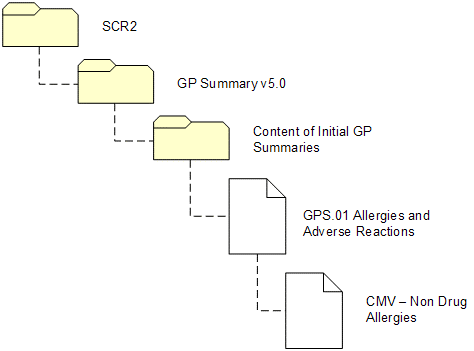 SCR2
GP Summary v5.0
Content of Initial GP
Summaries
GPS.01 Allergies and
Adverse Reactions
CMV – Non Drug
Allergies